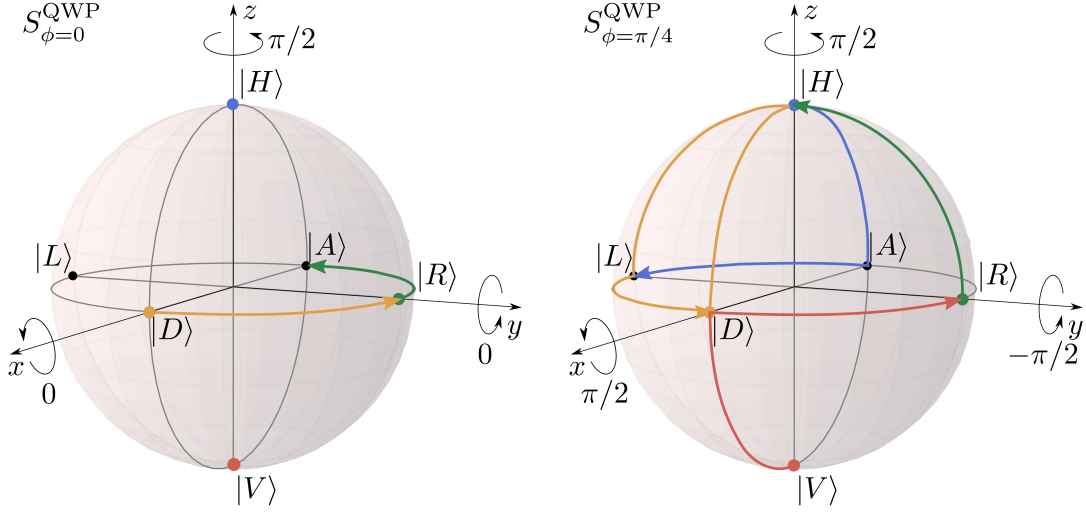 S^QWP_ϕ=0
z
π/2
|H⟩
|L⟩
|A⟩
|R⟩
|D⟩
x
0
y
0
|V⟩
S^QWP_ϕ=π/4
z
π/2
|H⟩
|L⟩
|A⟩
|R⟩
|D⟩
x
π/2
y
−π/2
|V⟩